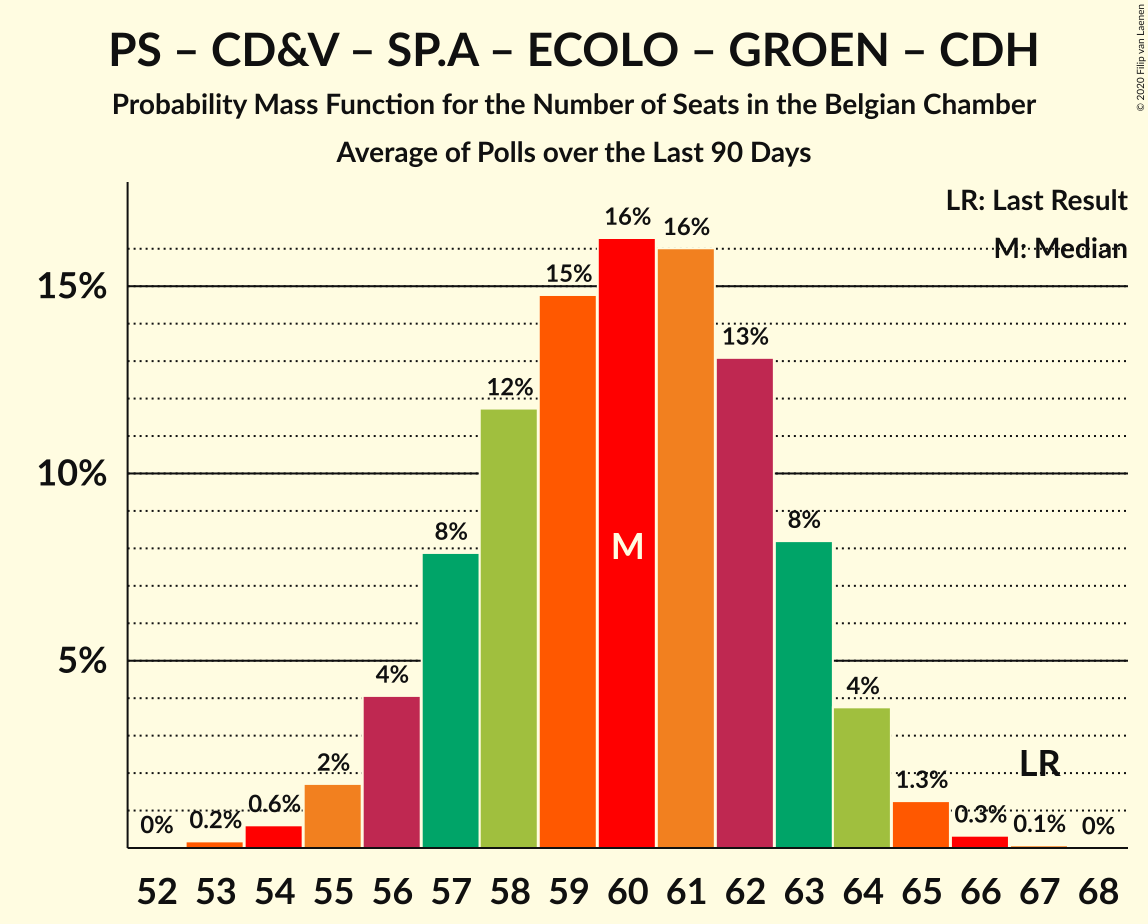 PS – CD&V – SP.A – ECOLO – GROEN – CDH
Probability Mass Function for the Number of Seats in the Belgian Chamber
Average of Polls over the Last 90 Days
© 2020 Filip van Laenen
LR: Last Result
M: Median
16%
16%
15%
15%
13%
12%
10%
8%
8%
M
5%
4%
4%
2%
LR
1.3%
0.6%
0.3%
0.2%
0.1%
0%
0%
52 53 54 55 56 57 58 59 60 61 62 63 64 65 66 67 68